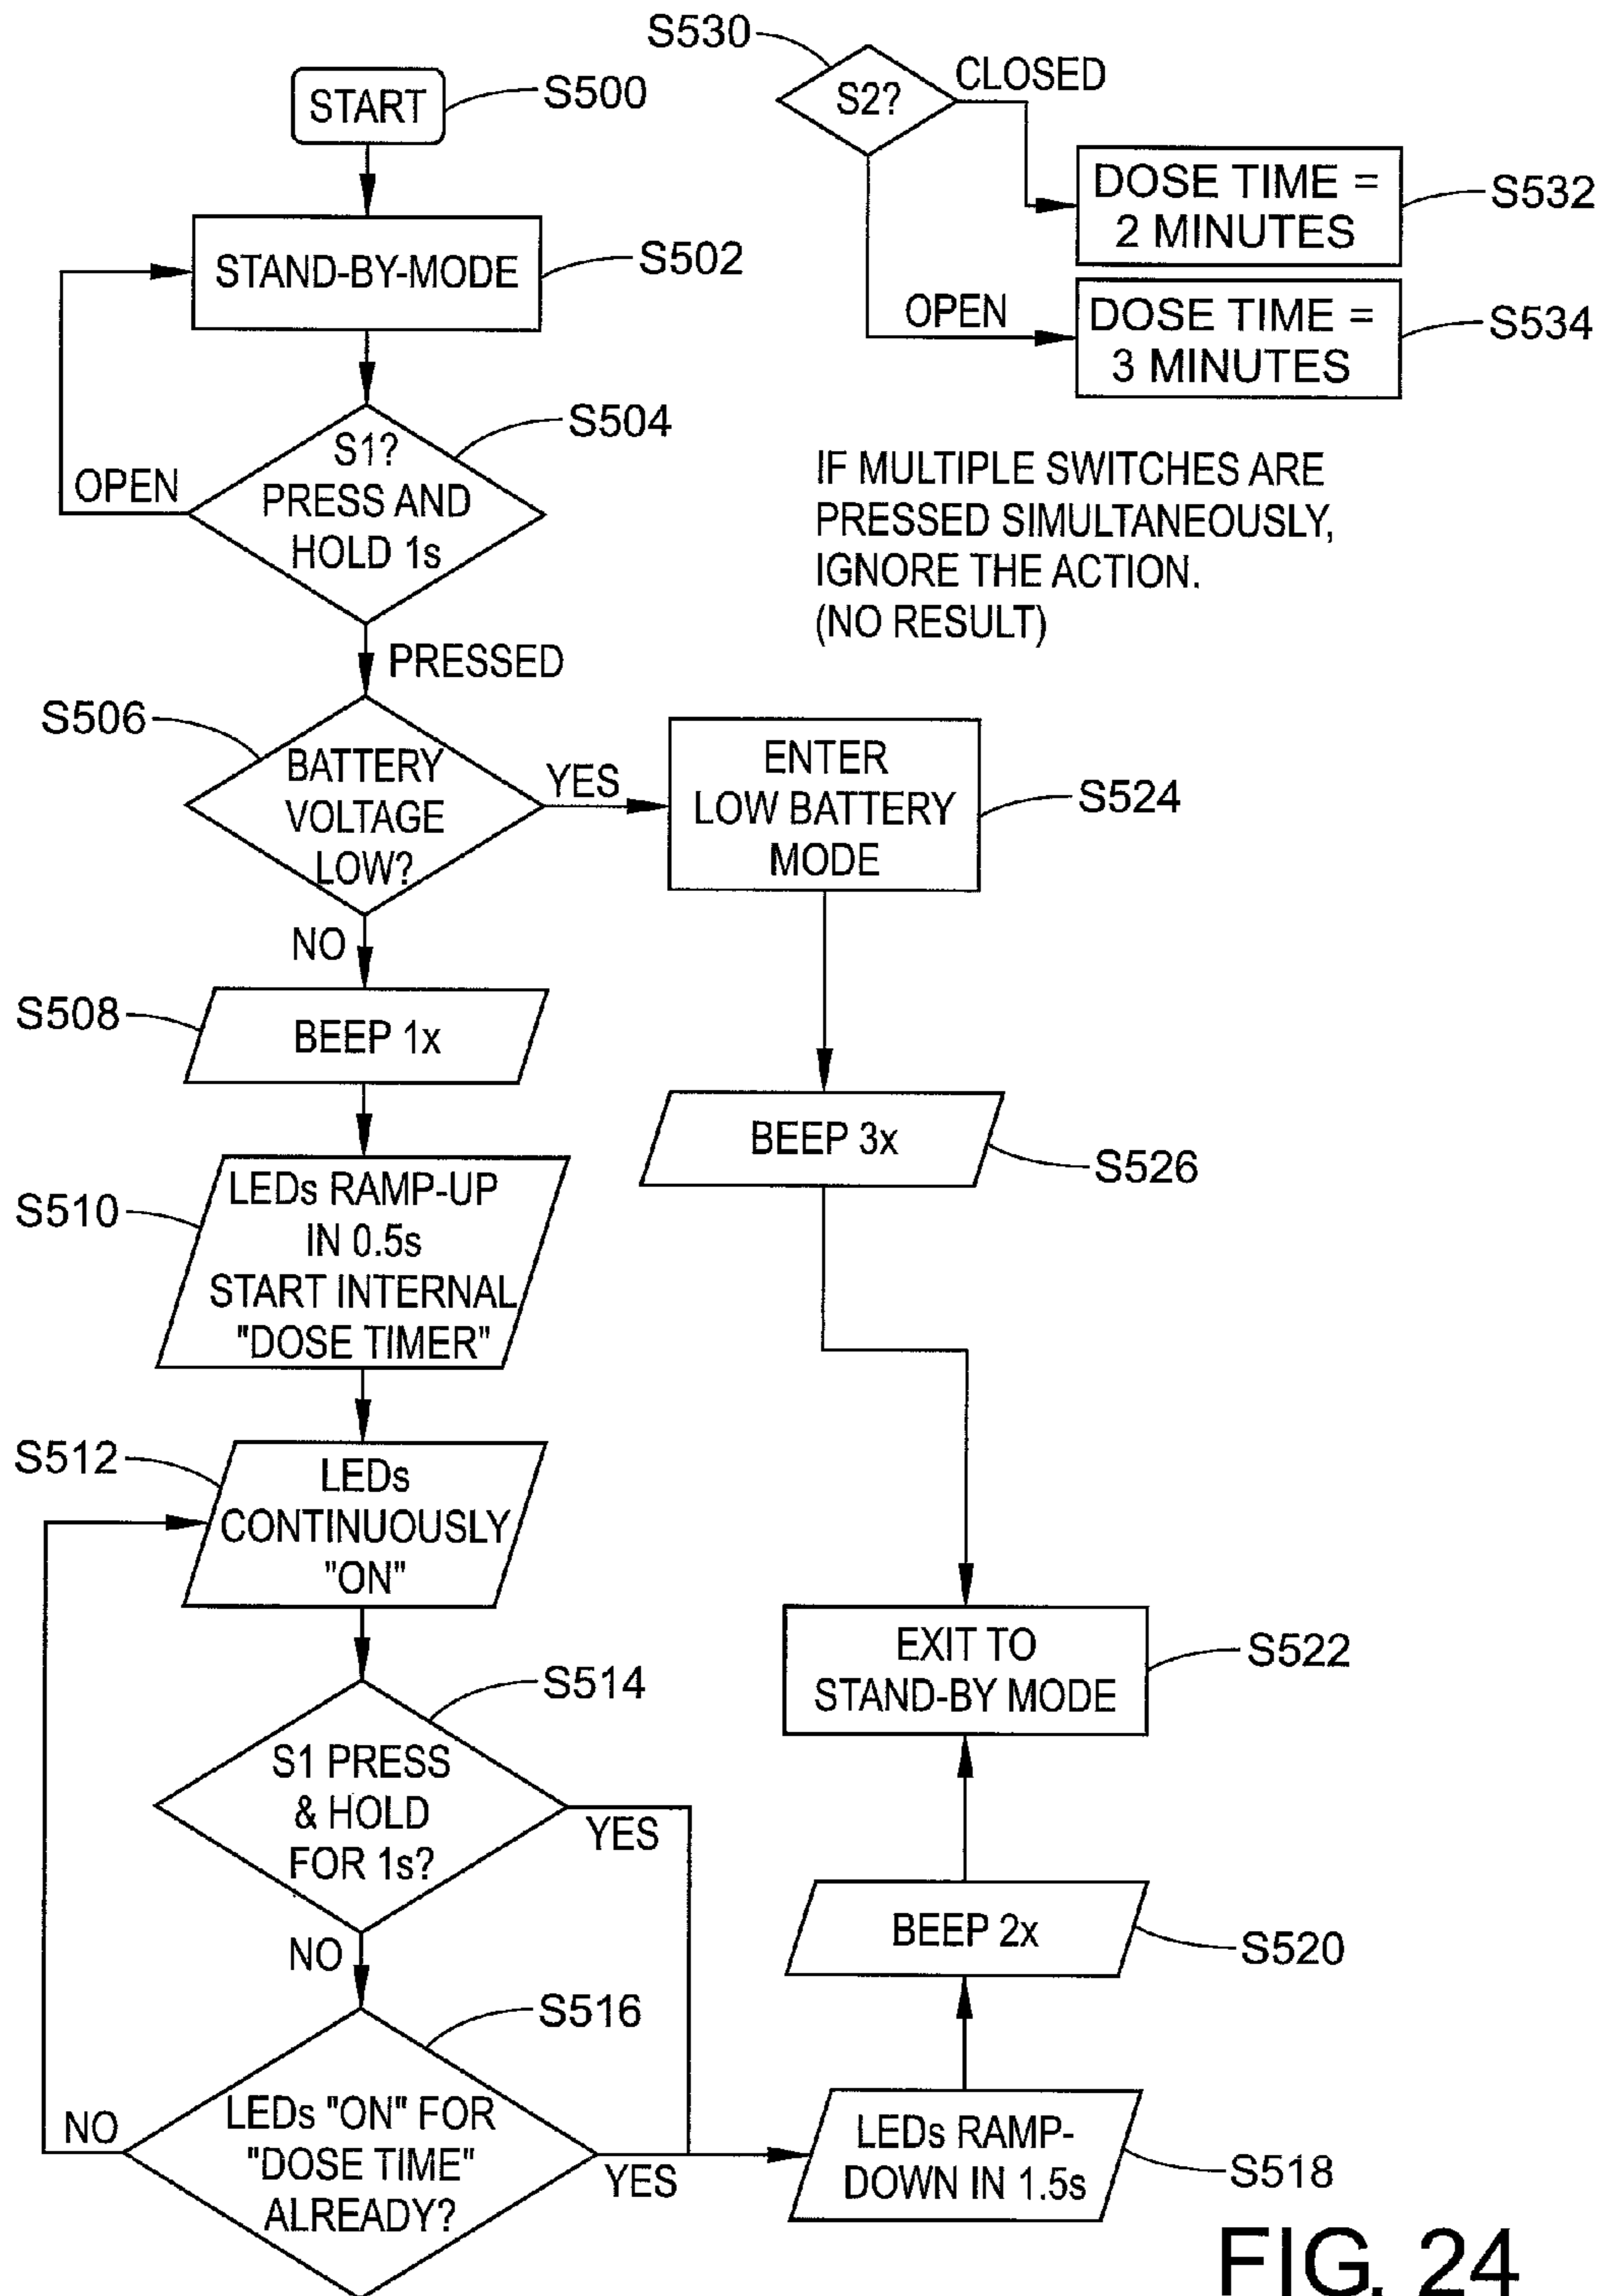 START
S500
STAND-BY-MODE
S502
S1?
PRESS AND
HOLD 1s
S504
OPEN
PRESSED
S506
BATTERY
VOLTAGE
LOW?
YES
NO
ENTER
LOW BATTERY
MODE
S524
S508
BEEP 1x
BEEP 3x
S526
S510
LEDs RAMP-UP
IN 0.5s
START INTERNAL
"DOSE TIMER"
S512
LEDs
CONTINUOUSLY
"ON"
S514
S1 PRESS
& HOLD
FOR 1s?
YES
NO
S516
LEDs "ON" FOR
"DOSE TIME"
ALREADY?
NO
YES
LEDs RAMP-
DOWN IN 1.5s
S518
BEEP 2x
S520
EXIT TO
STAND-BY MODE
S522
S530
S2?
CLOSED
DOSE TIME =
2 MINUTES
S532
OPEN
DOSE TIME =
3 MINUTES
S534
IF MULTIPLE SWITCHES ARE
PRESSED SIMULTANEOUSLY,
IGNORE THE ACTION.
(NO RESULT)
FIG. 24